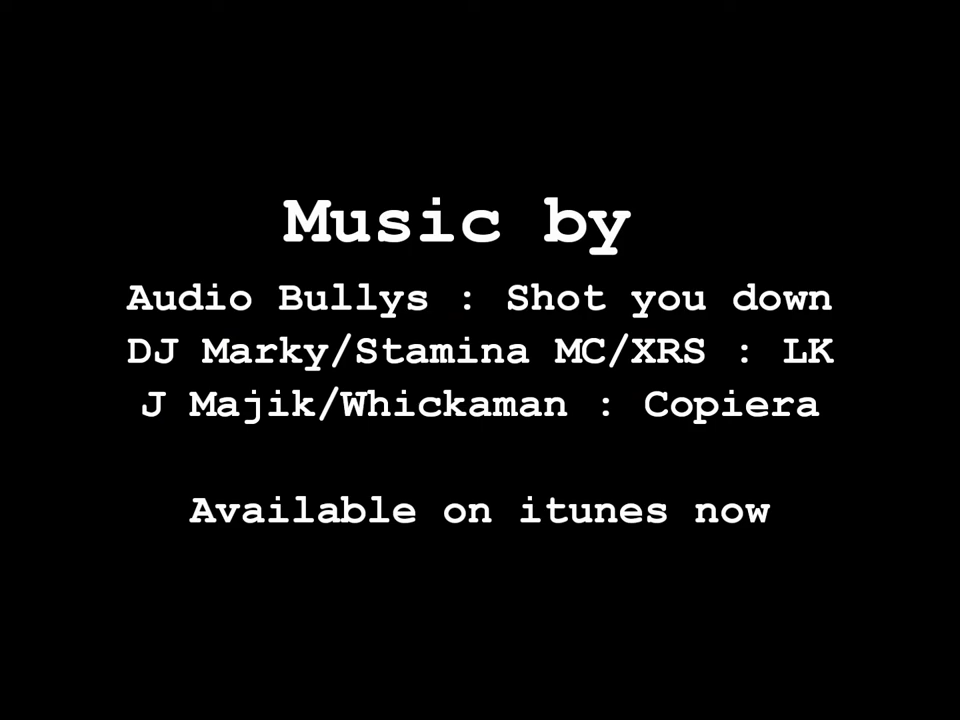 Music by
Audio Bullys : Shot you down
DJ Marky/Stamina MC/XRS : LK
J Majik/Whickaman : Copiera
Available on itunes now